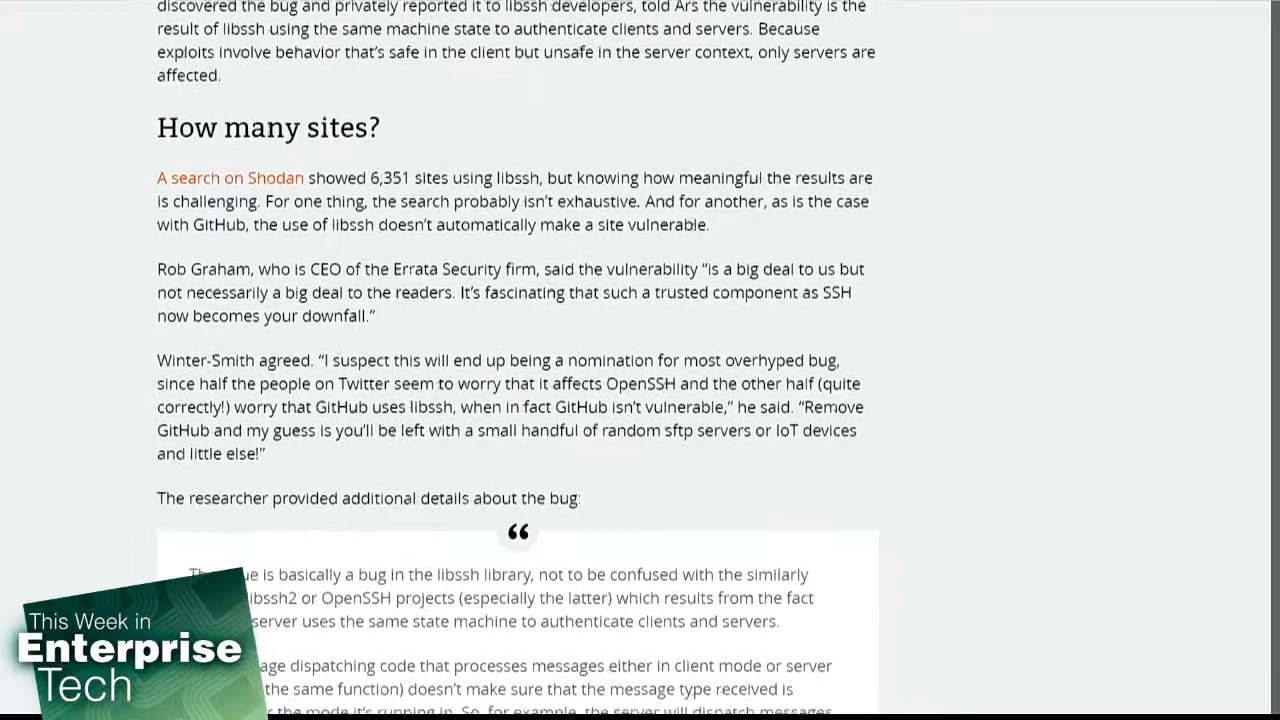 discovered the bug and privately reported it to libssh developers, told Ars the vulnerability is the
result of libssh using the same machine state to authenticate clients and servers. Because
exploits involve behavior that's safe in the client but unsafe in the server context, only servers are
affected.
How many sites?
A search on Shodan showed 6,351 sites using libssh, but knowing how meaningful the results are
is challenging. For one thing, the search probably isn't exhaustive. And for another, as is the case
with GitHub, the use of libssh doesn't automatically make a site vulnerable.
Rob Graham, who is CEO of the Errata Security firm, said the vulnerability “is a big deal to us but
not necessarily a big deal to the readers. It's fascinating that such a trusted component as SSH
now becomes your downfall.”
Winter-Smith agreed. “I suspect this will end up being a nomination for most overhyped bug,
since half the people on Twitter seem to worry that it affects OpenSSH and the other half (quite
correctly!) worry that GitHub uses libssh, when in fact GitHub isn't vulnerable,” he said. “Remove
GitHub and my guess is you'll be left with a small handful of random sftp servers or IoT devices
and little else!”
The researcher provided additional details about the bug:
“
is basically a bug in the libssh library, not to be confused with the similarly
libssh2 or OpenSSH projects (especially the latter) which results from the fact
server uses the same state machine to authenticate clients and servers.
dispatching code that processes messages either in client mode or server
the same function) doesn't make sure that the message type received is
the mode it's running in. So, for example, the server will dispatch messages
This Week in
Enterprise
Tech